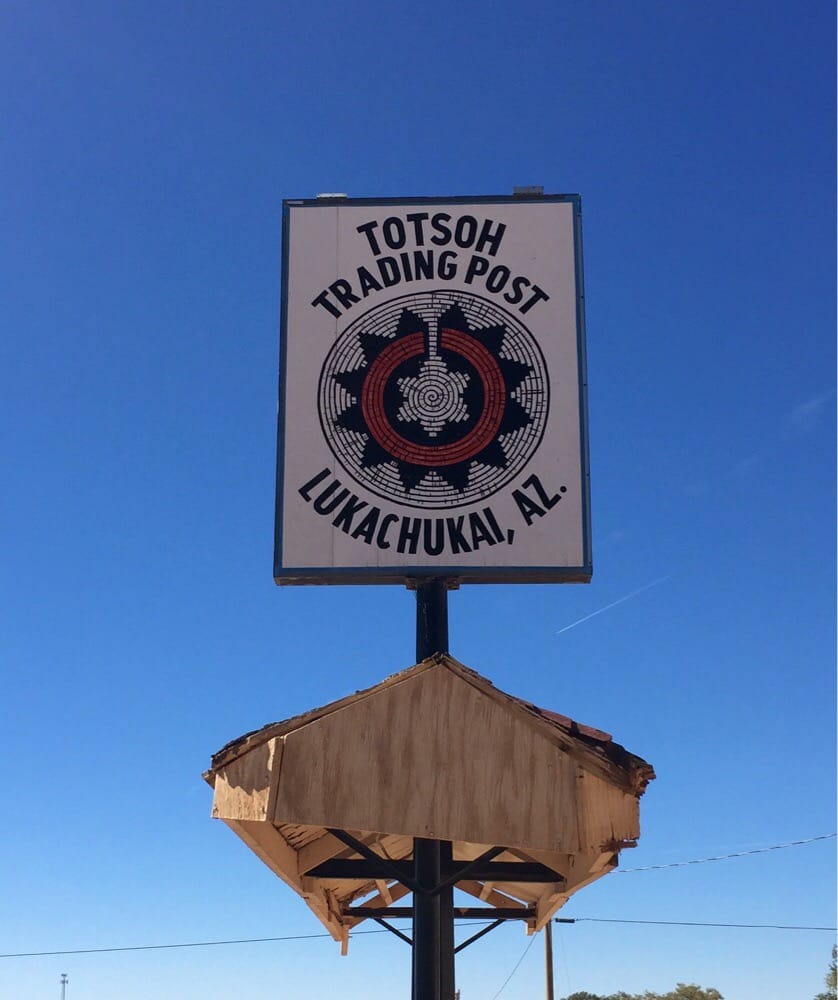 TOTSOH
TRADING POST
LUKACHUKAI, AZ.